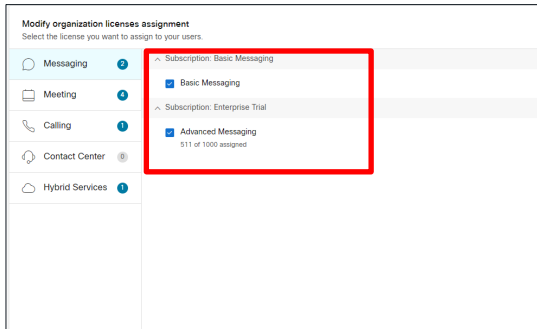 Modify organization licenses assignment
Select the license you want to assign to your users.
Messaging 2
Meeting 4
Calling 1
Contact Center 0
Hybrid Services 1
Subscription: Basic Messaging
Basic Messaging
Subscription: Enterprise Trial
Advanced Messaging
511 of 1000 assigned